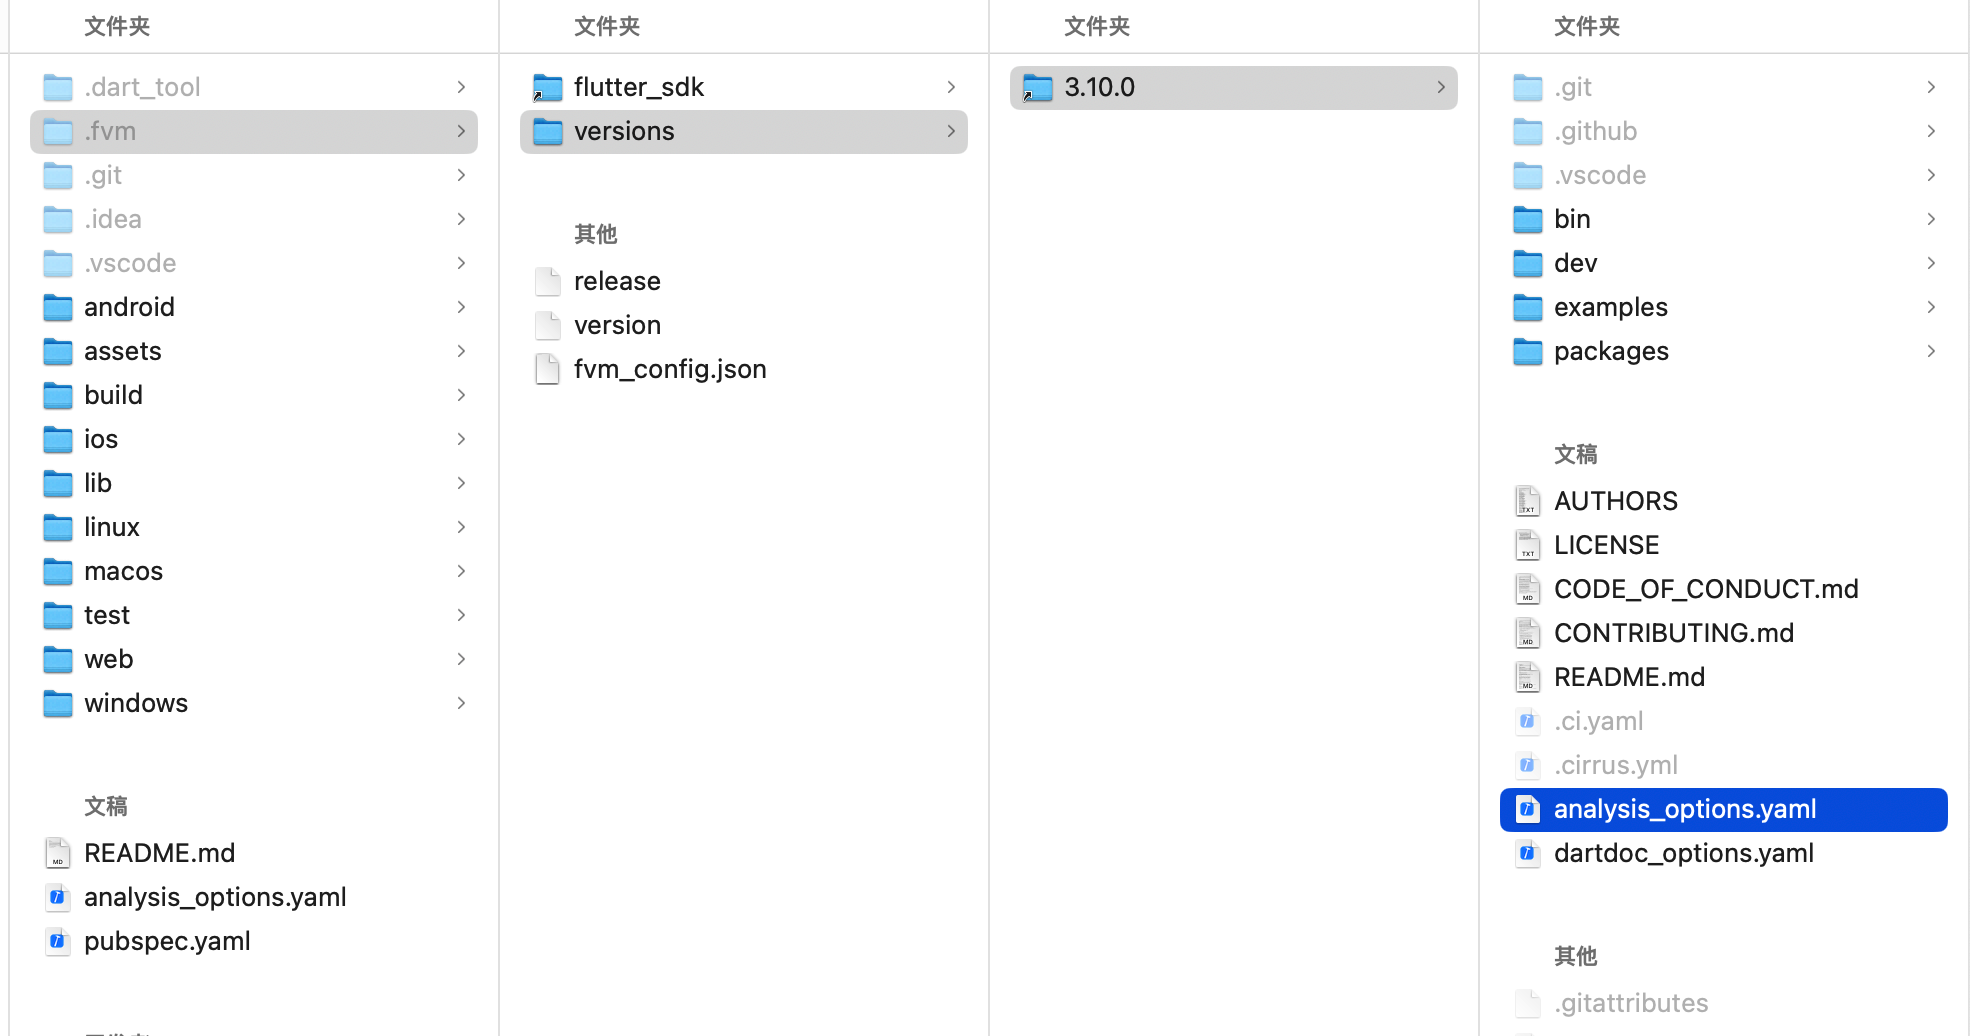 文件夹
.dart_tool
.fvm
.git
.idea
.vscode
android
assets
build
ios
lib
linux
macos
test
web
windows
文稿
README.md
analysis_options.yaml
pubspec.yaml
文件夹
flutter_sdk
versions
其他
release
version
fvm_config.json
文件夹
3.10.0
文件夹
.git
.github
.vscode
bin
dev
examples
packages
文稿
AUTHORS
LICENSE
CODE_OF_CONDUCT.md
CONTRIBUTING.md
README.md
.ci.yaml
.cirrus.yml
analysis_options.yaml
dartdoc_options.yaml
其他
.gitattributes